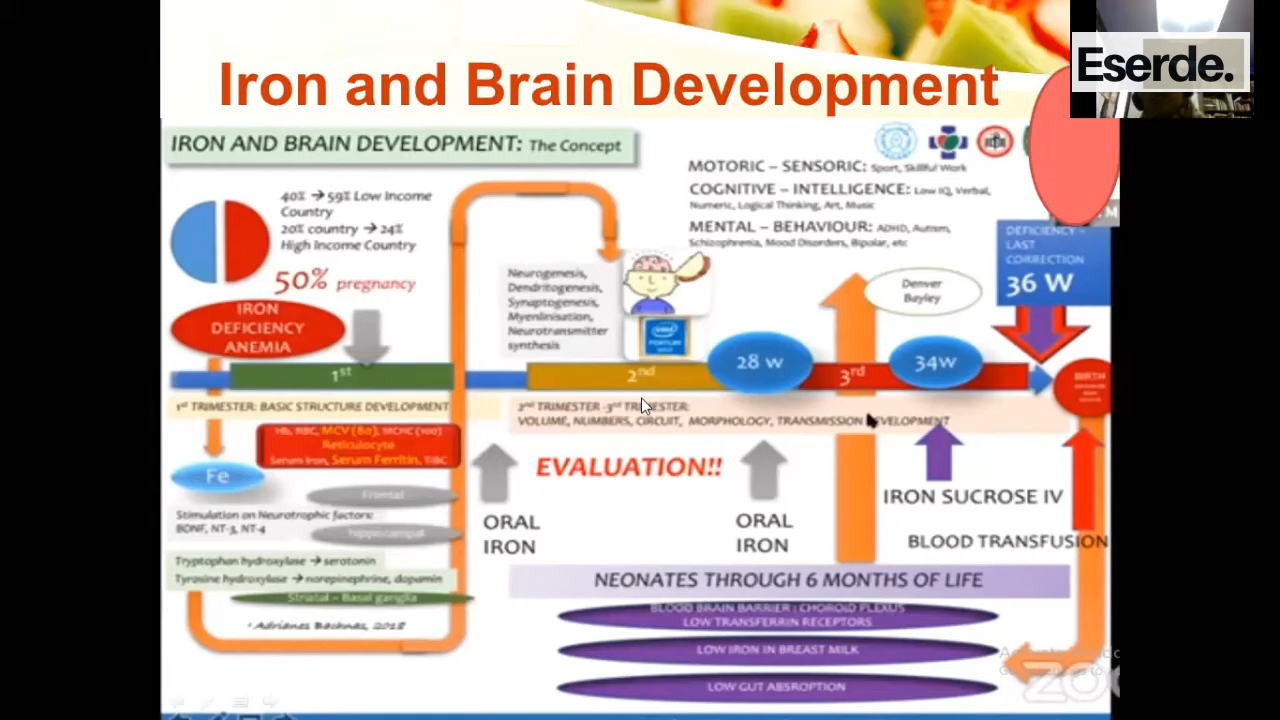 Eserde.
Iron and Brain Development
IRON AND BRAIN DEVELOPMENT: The Concept
40% → 59% Low Income
Country
20% country → 24%
High Income Country
50% pregnancy
IRON
DEFICIENCY
ANEMIA
MOTORIC – SENSORIC: Sport, Skillful Work
COGNITIVE – INTELLIGENCE: Low IQ, Verbal,
Numeric, Logical Thinking, Art, Music
MENTAL – BEHAVIOUR: ADHD, Autism,
Schizophrenia, Mood Disorders, Bipolar, etc
DEFICIENCY –
LAST
CORRECTION
36 W
Denver
Bayley
Neurogenesis,
Dendritogenesis,
Synaptogenesis,
Myenlinisation,
Neurotransmitter
synthesis
1st
2nd
28 w
3rd
34w
BIRTH
1st TRIMESTER: BASIC STRUCTURE DEVELOPMENT
2nd TRIMESTER -3rd TRIMESTER:
VOLUME, NUMBERS, CIRCUIT, MORPHOLOGY, TRANSMISSION DEVELOPMENT
Hb, RBC, MCV (80), MCHC (100)
Reticulocyte
Serum Iron, Serum Ferritin, TIBC
Fe
Frontal
Stimulation on Neurotrophic factors:
BDNF, NT-3, NT-4
Hippocampal
Tryptophan hydroxylase → serotonin
Tyrosine hydroxylase → norepinephrine, dopamin
Striatal – Basal ganglia
EVALUATION!!
ORAL
IRON
ORAL
IRON
IRON SUCROSE IV
BLOOD TRANSFUSION
NEONATES THROUGH 6 MONTHS OF LIFE
BLOOD BRAIN BARRIER : CHOROID PLEXUS
LOW TRANSFERRIN RECEPTORS
LOW IRON IN BREAST MILK
LOW GUT ABSROPTION